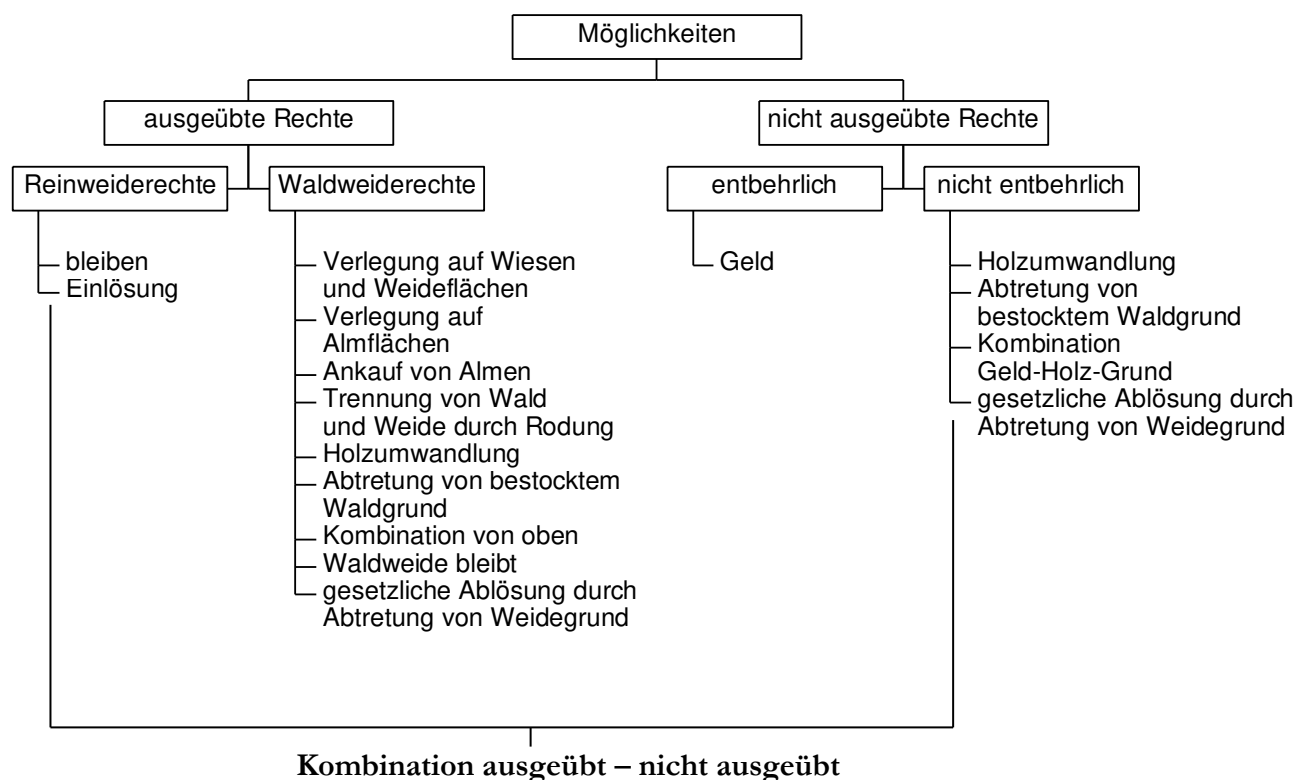 Möglichkeiten
ausgeübte Rechte
nicht ausgeübte Rechte
Reinweiderechte
Waldweiderechte
entbehrlich
nicht entbehrlich
bleiben
Einlösung
Verlegung auf Wiesen
und Weideflächen
Verlegung auf
Almflächen
Ankauf von Almen
Trennung von Wald
und Weide durch Rodung
Holzumwandlung
Abtretung von bestocktem
Waldgrund
Kombination von oben
Waldweide bleibt
gesetzliche Ablösung durch
Abtretung von Weidegrund
Geld
Holzumwandlung
Abtretung von
bestocktem Waldgrund
Kombination
Geld-Holz-Grund
gesetzliche Ablösung durch
Abtretung von Weidegrund
Kombination ausgeübt – nicht ausgeübt